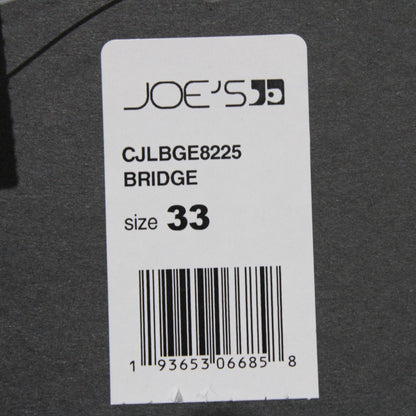 JOE'S
CJLBGE8225
BRIDGE
size 33
1 93653 06685 8